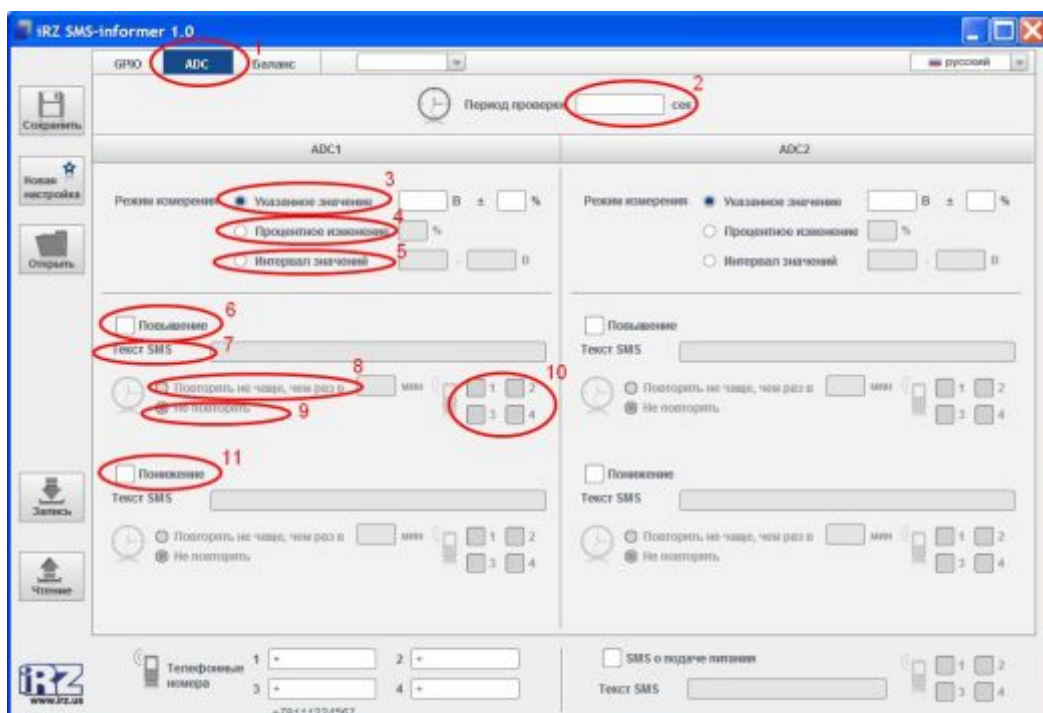 iRZ SMS-informer 1.0
1
GPIO ADC Баланс
русский
2
Период проверки сек
Сохранить
ADC1 ADC2
Новая настройка
3
Режим измерения Указанное значение В ± % Режим измерения Указанное значение В ± %
4
Процентное изменение % Процентное изменение %
5
Открыть
Интервал значений - В Интервал значений - В
6
Повышение Повышение
Текст SMS 7 Текст SMS
8 10
Повторять не чаще, чем раз в мин 1 2 Повторять не чаще, чем раз в мин 1 2
Не повторять 9 3 4 Не повторять 3 4
11
Понижение Понижение
Текст SMS Текст SMS
Запись
Повторять не чаще, чем раз в мин 1 2 Повторять не чаще, чем раз в мин 1 2
Не повторять 3 4 Не повторять 3 4
Чтение
Телефонные номера 1 + 2 + SMS о подаче питания 1 2
3 + 4 + Текст SMS 3 4
iRZ
www.irz.us
+79111234567